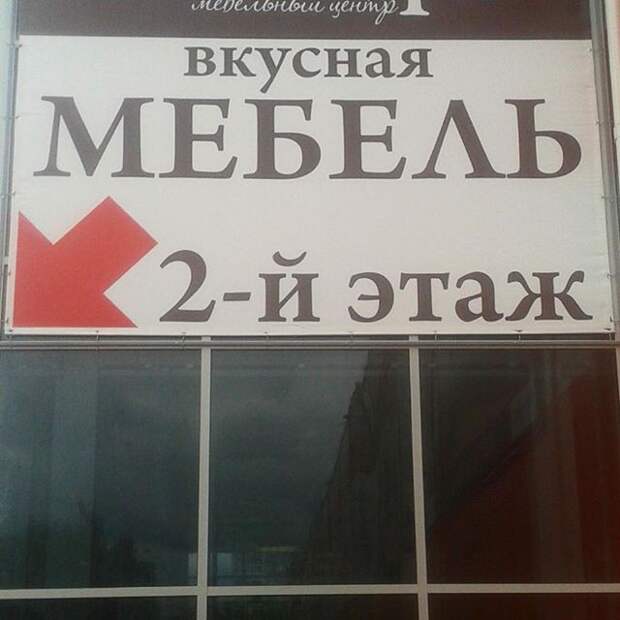 мебельный центр
вкусная
МЕБЕЛЬ
2-й этаж